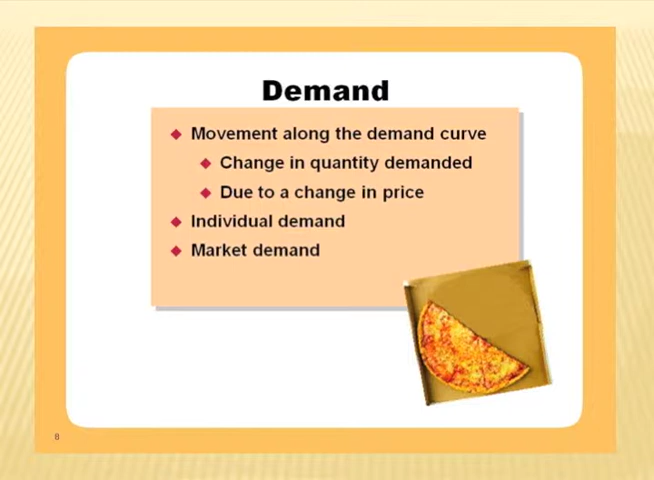 Demand
Movement along the demand curve
Change in quantity demanded
Due to a change in price
Individual demand
Market demand
8